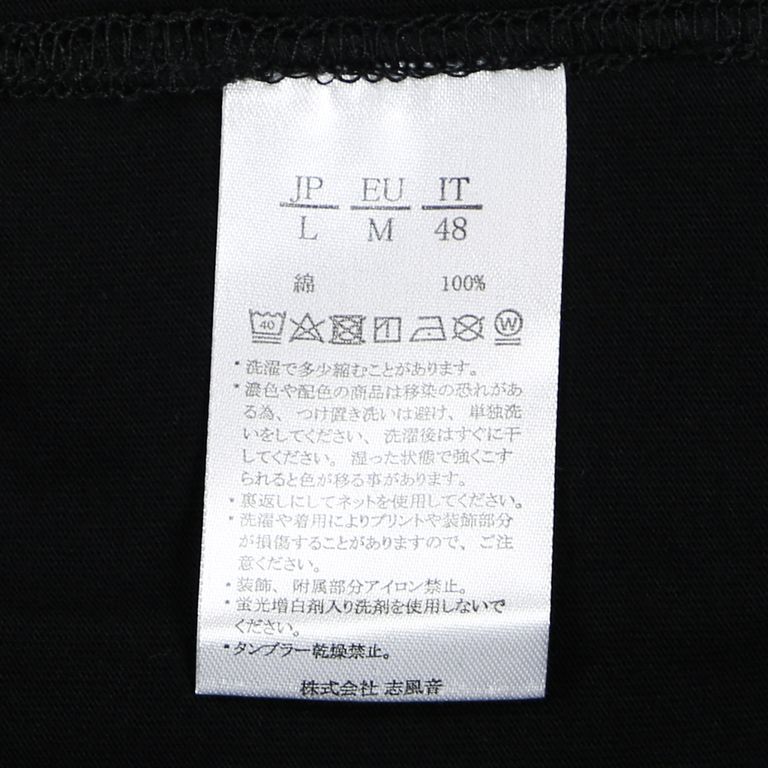 JP EU IT
L M 48
綿 100%
40 W
*洗濯で多少縮むことがあります。
*濃色や配色の商品は移染の恐れがあ
る為、つけ置き洗いは避け、単独洗
いをしてください、洗濯後はすぐに干
してください。湿った状態で強くこす
られると色が移る事があります。
*裏返しにしてネットを使用してください。
*洗濯や着用によりプリントや装飾部分
が損傷することがありますので、ご注
意ください。
*装飾、附属部分アイロン禁止。
*蛍光増白剤入り洗剤を使用しないで
ください。
*タンブラー乾燥禁止。
株式会社 志風音